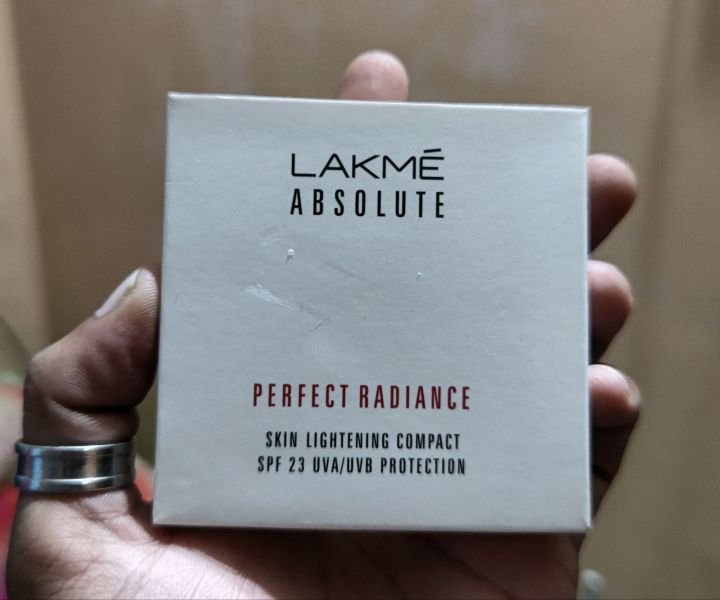 LAKMÉ
ABSOLUTE
PERFECT RADIANCE
SKIN LIGHTENING COMPACT
SPF 23 UVA/UVB PROTECTION